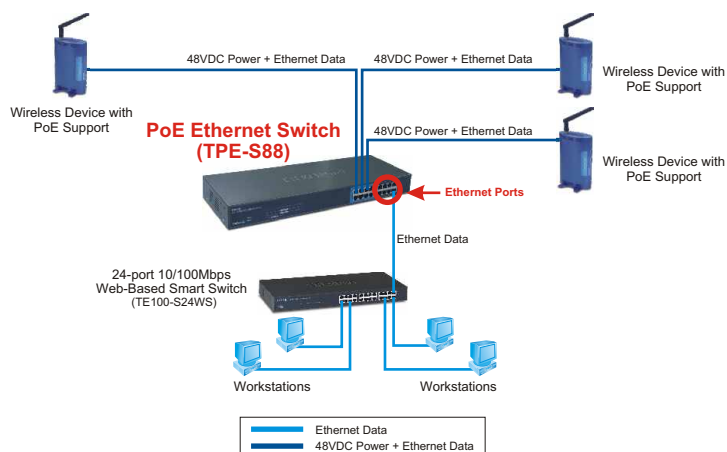 48VDC Power + Ethernet Data
48VDC Power + Ethernet Data
Wireless Device with
PoE Support
Wireless Device with
PoE Support
PoE Ethernet Switch
(TPE-S88)
48VDC Power + Ethernet Data
Wireless Device with
PoE Support
Ethernet Ports
Ethernet Data
24-port 10/100Mbps
Web-Based Smart Switch
(TE100-S24WS)
Workstations
Workstations
Ethernet Data
48VDC Power + Ethernet Data